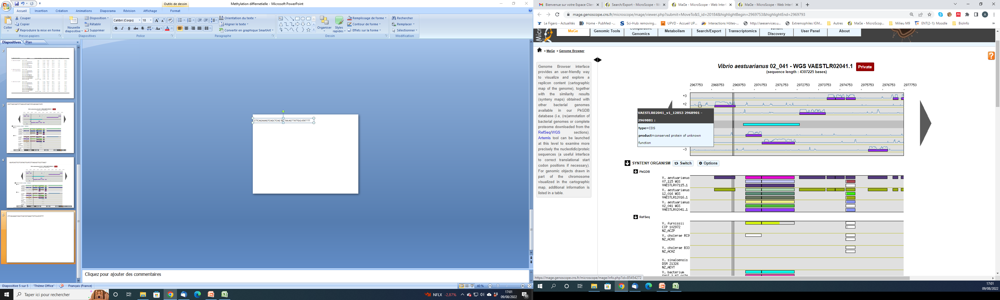 Outils de dessin
Methylation differnetielle - Microsoft PowerPoint
Accueil
Insertion
Création
Animations
Diaporama
Révision
Affichage
Format
Coller
Couper
Copier
Reproduire la mise en forme
Presse-papiers
Nouvelle diapositive
Disposition
Rétablir
Supprimer
Diapositives
Calibri (Corps)
18
Police
Orientation du texte
Aligner le texte
Convertir en graphique SmartArt
Paragraphe
Organiser
Styles rapides
Remplissage de forme
Contour de forme
Effets sur la forme
Dessin
Rechercher
Remplacer
Sélectionner
Modification
Diapositives
Plan
2
3
4
5
CTTCAGAAAGTCAGCTCAGTACTAAAGTTATTGGATATTTT
Cliquez pour ajouter des commentaires
Diapositive 5 sur 5
"Thème Office"
Français (France)
40 %
Taper ici pour rechercher
NFLX -2,87%
17:01
09/08/2022
Bienvenue sur votre Espace Clien
Search/Export - MicroScope - We
MaGe - MicroScope - Web Interf
MaGe - MicroScope - Web Interf
mage.genoscope.cns.fr/microscope/mage/viewer.php?submit=MoveTo&S_id=20184&highlightBegin=2969753&highlightEnd=2969793
Le Figaro - Actualités
Home - PubMed -...
Sci-Hub: removing...
UPVD - Accueil UP...
Interactions Hôtes-...
http://seeservices.u...
Extremophiles IGM...
Autres
MaGe - MicroScop...
Milieu M9
ENT(2-1): Moodle
BioInfo
MaGe
Genomic Tools
Comparative Genomics
Metabolism
Search/Export
Transcriptomics
Variant Discovery
User Panel
About
» MaGe » Genome Browser
Genome Browser interface
provides an user-friendly way
to visualize and explore a
replicon content (cartographic
map of the genome), together
with the similarity results
(synteny maps) obtained with
other bacterial genomes
available in our PkGDB
database (i.e, (re)annotation of
bacterial genomes or complete
proteome downloaded from the
RefSeq/WGS sections).
Artemis tool can be launched
at this level to examine more
precisely the nucleotidic/proteic
sequences (a useful interface
to correct translational start
codon positions if necessary).
For genomic objects drawn in
part of the chromosome
visualized in the cartographic
map, additional information is
listed in a table.
Vibrio aestuarianus 02_041 - WGS VAESTLR02041.1 Private
(sequence length : 4307225 bases)
2967753 2968753 2969753 2970753 2971753 2972753 2973753 2974753 2975753 2976753 2977753
+3
+2
VAESTLR02041_v1_12853 2968901 -
2969881 :
type=CDS
product=conserved protein of unknown
function
-3
SYNTENY ORGANISM Switch Options
PkGDB
V. aestuarianus
07_115 WGS
VAESTLR07115.1
V. aestuarianus
12_016 WGS
VAESTLR12016.1
V. aestuarianus
02_041 WGS
VAESTLR02041.1
RefSeq
V. furnissii
CIP 102972
NZ_ACZP
V. cholerae RC9
NZ_ACHX
V. cholerae B33
NZ_ACHZ
V. sinaloensis
DSM 21326
NZ_AEVT
V. bacterium
https://mage.genoscope.cns.fr/microscope/mage/info.php?id=85454272
17:01
09/08/2022